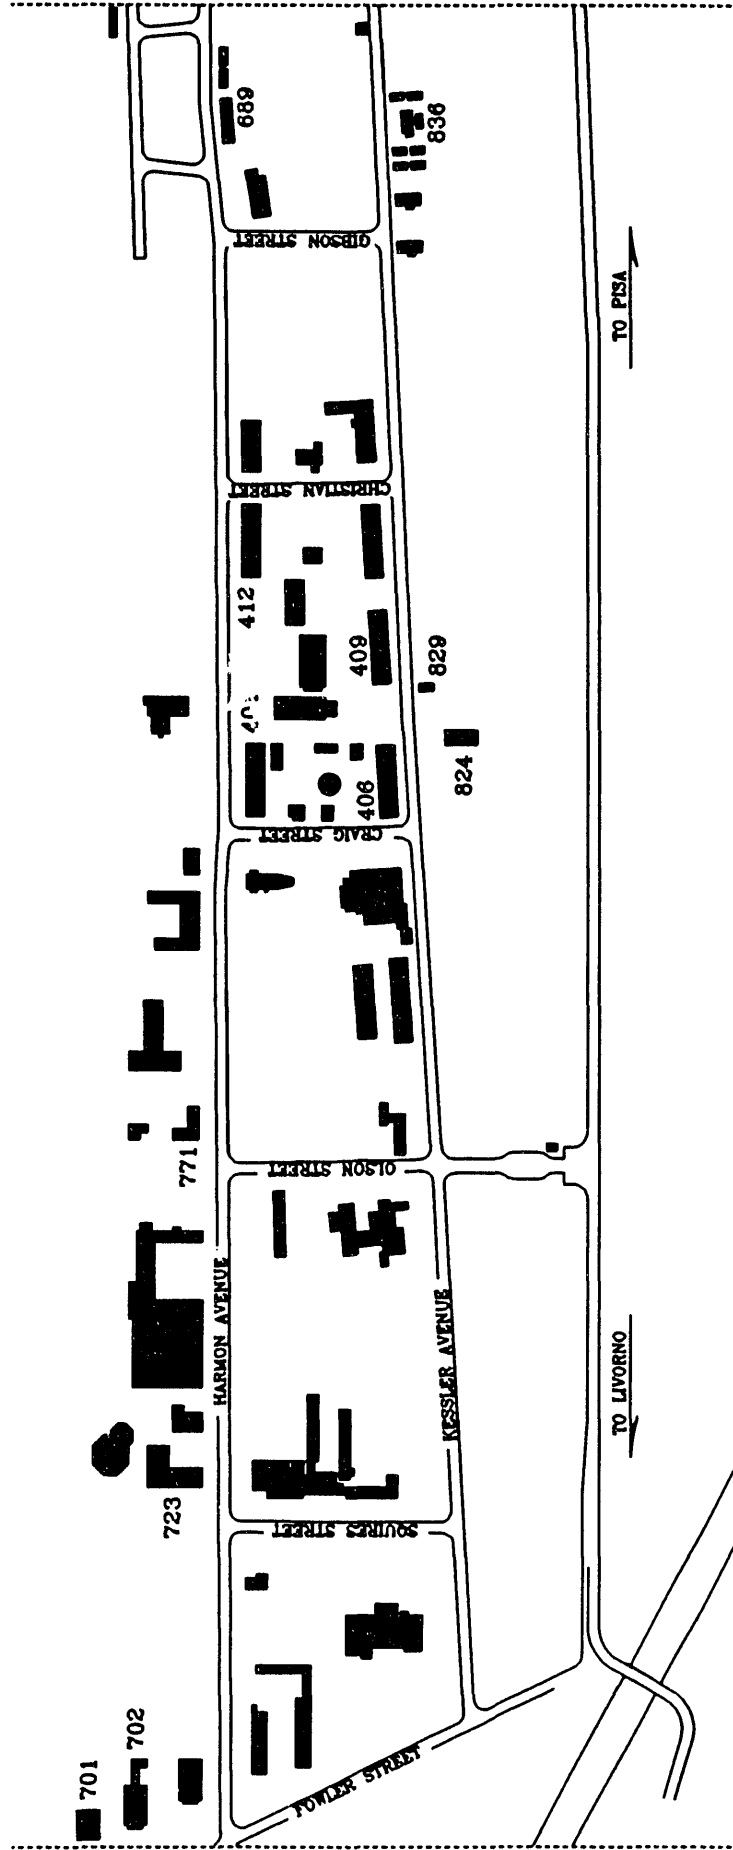 689
836
GIBSON STREET
TO PISA
CHRISTIAN STREET
412
409
829
406
824
CRAIG STREET
771
OLSON STREET
HARMON AVENUE
KESSLER AVENUE
TO LIVORNO
723
SQUIRES STREET
702
701
FOWLER STREET